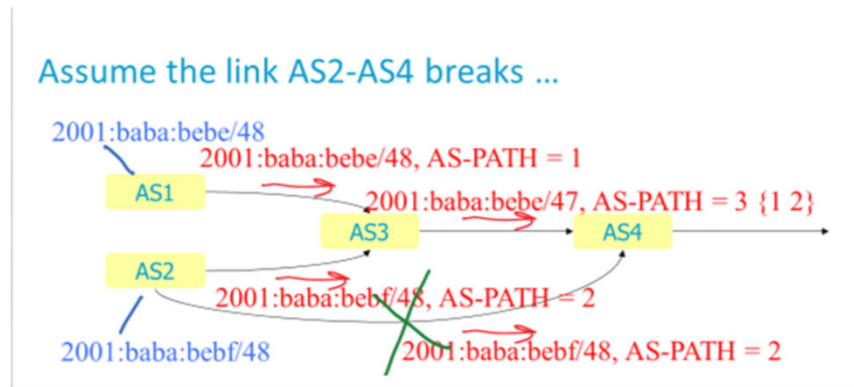 Assume the link AS2-AS4 breaks ...
2001:baba:bebe/48
2001:baba:bebe/48, AS-PATH = 1
AS1
2001:baba:bebe/47, AS-PATH = 3 {1 2}
AS3
AS4
AS2
2001:baba:bebf/48, AS-PATH = 2
2001:baba:bebf/48
2001:baba:bebf/48, AS-PATH = 2